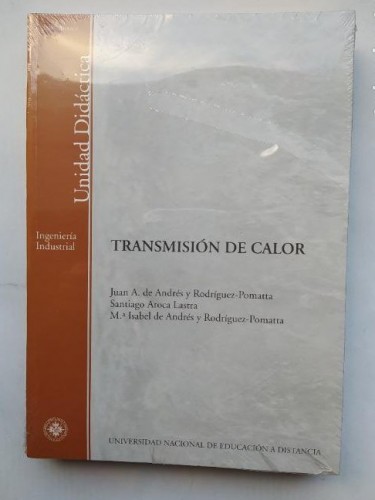 Unidad Didáctica
Ingeniería
Industrial
TRANSMISIÓN DE CALOR
Juan A. de Andrés y Rodríguez-Pomatta
Santiago Aroca Lastra
M.ª Isabel de Andrés y Rodríguez-Pomatta
UNIVERSIDAD NACIONAL DE EDUCACIÓN A DISTANCIA